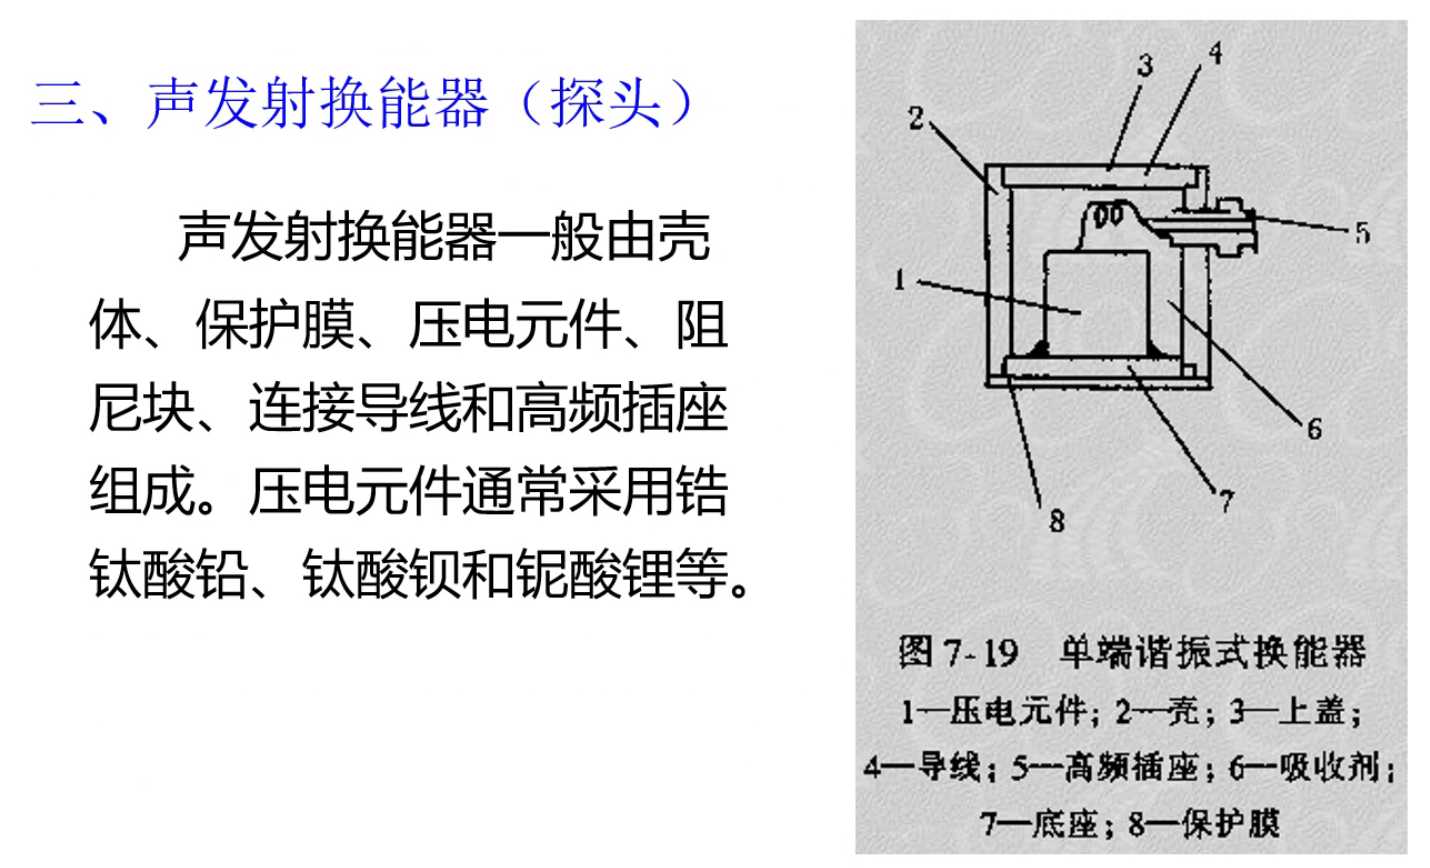 三、声发射换能器（探头）
声发射换能器一般由壳
体、保护膜、压电元件、阻
尼块、连接导线和高频插座
组成。压电元件通常采用锆
钛酸铅、钛酸钡和铌酸锂等。
3
4
2
5
1
6
7
8
图7-19 单端谐振式换能器
1—压电元件；2—壳；3—上盖；
4—导线；5—高频插座；6—吸收剂；
7—底座；8—保护膜